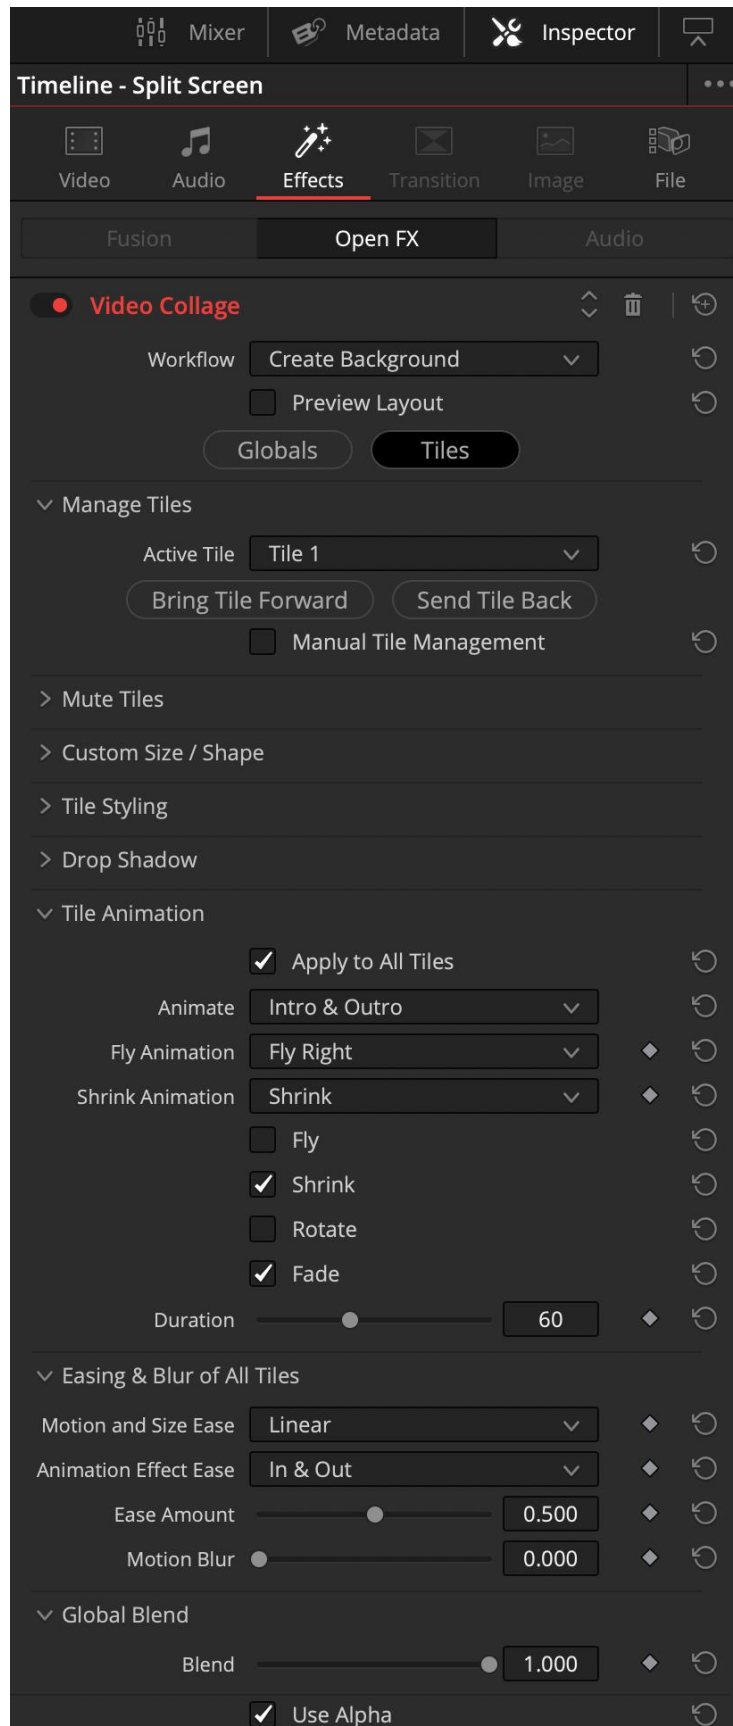 Mixer Metadata Inspector
Timeline - Split Screen
Video Audio Effects Transition Image File
Fusion Open FX Audio
Video Collage
Workflow Create Background
Preview Layout
Globals Tiles
Manage Tiles
Active Tile Tile 1
Bring Tile Forward Send Tile Back
Manual Tile Management
Mute Tiles
Custom Size / Shape
Tile Styling
Drop Shadow
Tile Animation
Apply to All Tiles
Animate Intro & Outro
Fly Animation Fly Right
Shrink Animation Shrink
Fly
Shrink
Rotate
Fade
Duration 60
Easing & Blur of All Tiles
Motion and Size Ease Linear
Animation Effect Ease In & Out
Ease Amount 0.500
Motion Blur 0.000
Global Blend
Blend 1.000
Use Alpha